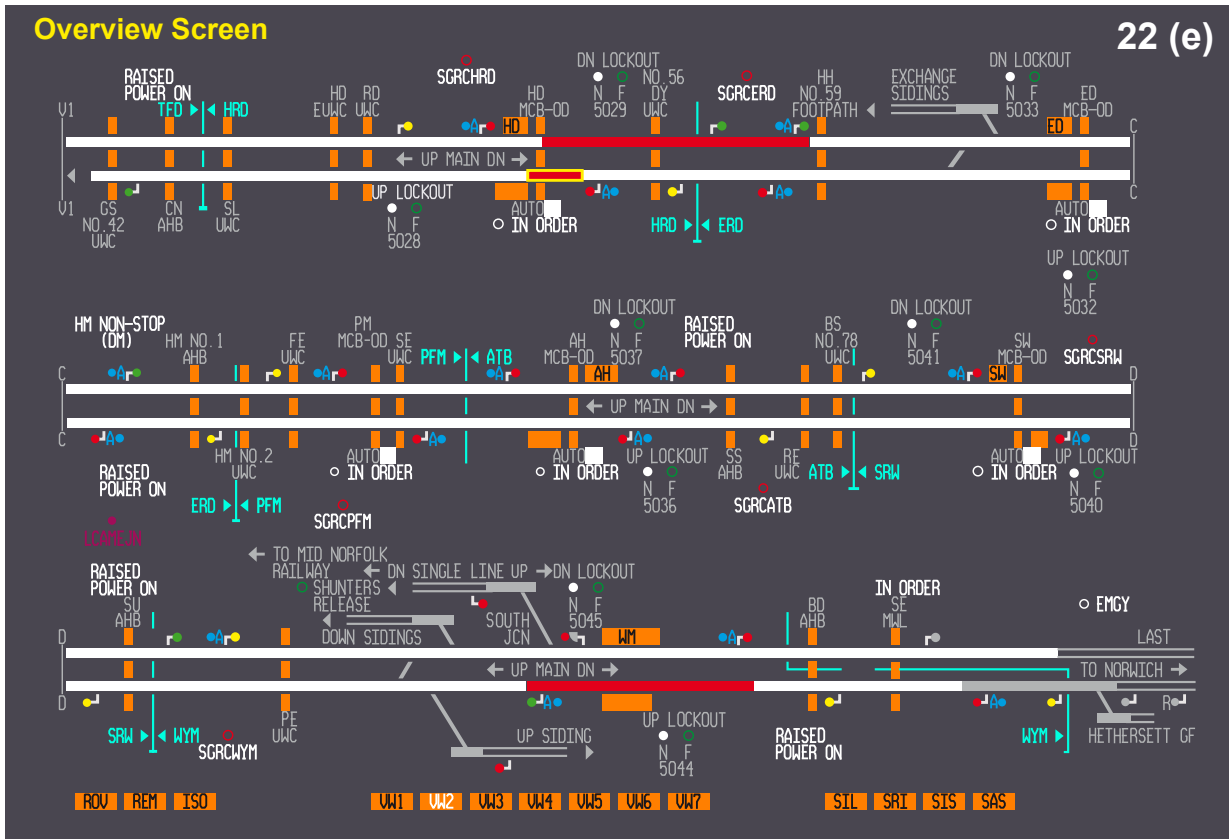 Overview Screen
22 (e)
SGRCHRD
DN LOCKOUT
N F
5029
NO.56
DY
UWC
SGRCERD
HH
NO.59
FOOTPATH
EXCHANGE
SIDINGS
DN LOCKOUT
N F
5033
ED
MCB-OD
RAISED
POWER ON
TFD HRD
HD
EUWC
RD
UWC
HD
MCB-OD
V1
HD
ED
C
UP MAIN DN
V1
GS
NO.42
UWC
CN
AHB
SL
UWC
UP LOCKOUT
N F
5028
AUTO
IN ORDER
A
HRD ERD
AUTO
IN ORDER
C
UP LOCKOUT
N F
5032
HM NON-STOP
(DM)
HM NO.1
AHB
FE
UWC
PM
MCB-OD
SE
UWC
PFM ATB
AH
MCB-OD
DN LOCKOUT
N F
5037
RAISED
POWER ON
BS
NO.78
UWC
DN LOCKOUT
N F
5041
SW
MCB-OD
SGRCSRW
C
A
A
A
AH
A
SW
A
D
UP MAIN DN
C
A
RAISED
POWER ON
HM NO.2
UWC
ERD PFM
AUTO
IN ORDER
SGRCPFM
A
AUTO
IN ORDER
A
UP LOCKOUT
N F
5036
SS
AHB
SGRCATB
RE
UWC
ATB SRW
AUTO
IN ORDER
A
UP LOCKOUT
N F
5040
D
LCAMEJN
RAISED
POWER ON
SU
AHB
TO MID NORFOLK
RAILWAY
SHUNTERS
RELEASE
DN SINGLE LINE UP
DN LOCKOUT
N F
5045
DOWN SIDINGS
SOUTH
JCN
WM
BD
AHB
IN ORDER
SE
MWL
EMGY
LAST
D
A
A
UP MAIN DN
TO NORWICH
D
SRW WYM
SGRCWYM
PE
UWC
A
UP SIDING
UP LOCKOUT
N F
5044
RAISED
POWER ON
A
WYM
R
HETHERSETT GF
ROV REM ISO VW1 VW2 VW3 VW4 VW5 VW6 VW7 SIL SRI SIS SAS